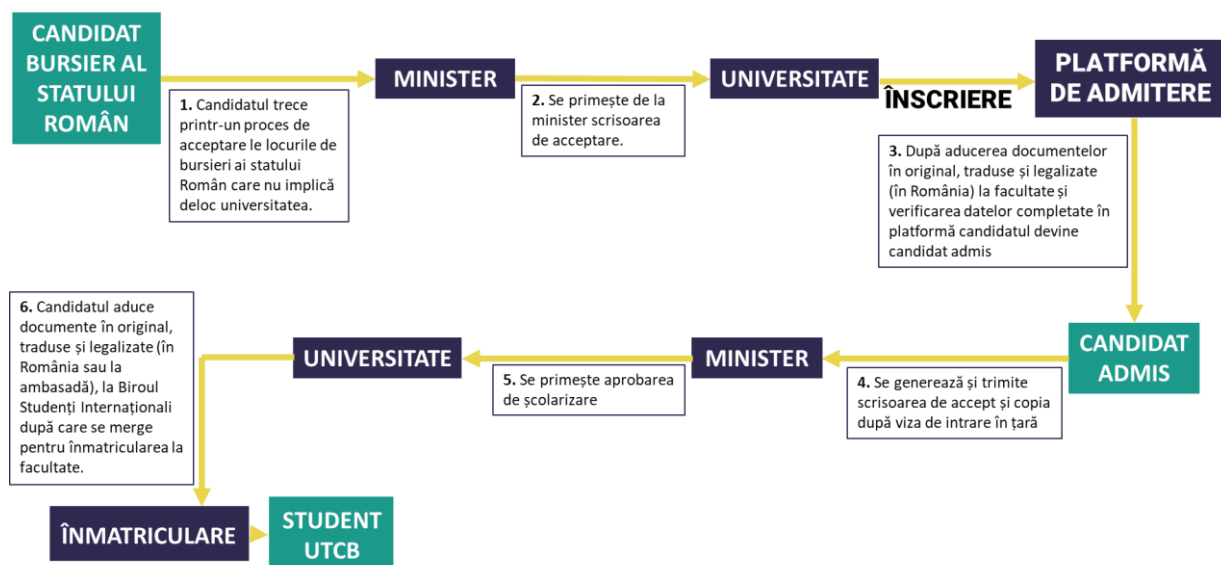 CANDIDAT
BURSIER AL
STATULUI
ROMÂN
1. Candidatul trece
printr-un proces de
acceptare le locurile de
bursieri ai statului
Român care nu implică
deloc universitatea.
MINISTER
2. Se primește de la
minister scrisoarea
de acceptare.
UNIVERSITATE
ÎNSCRIERE
PLATFORMĂ
DE ADMITERE
3. După aducerea documentelor
în original, traduse și legalizate
(în România) la facultate și
verificarea datelor completate în
platformă candidatul devine
candidat admis
CANDIDAT
ADMIS
4. Se generează și trimite
scrisoarea de accept și copia
după viza de intrare în țară
MINISTER
5. Se primește aprobarea
de școlarizare
UNIVERSITATE
6. Candidatul aduce
documente în original,
traduse și legalizate (în
România sau la
ambasadă), la Biroul
Studenți Internaționali
după care se merge
pentru înmatricularea la
facultate.
ÎNMATRICULARE
STUDENT
UTCB